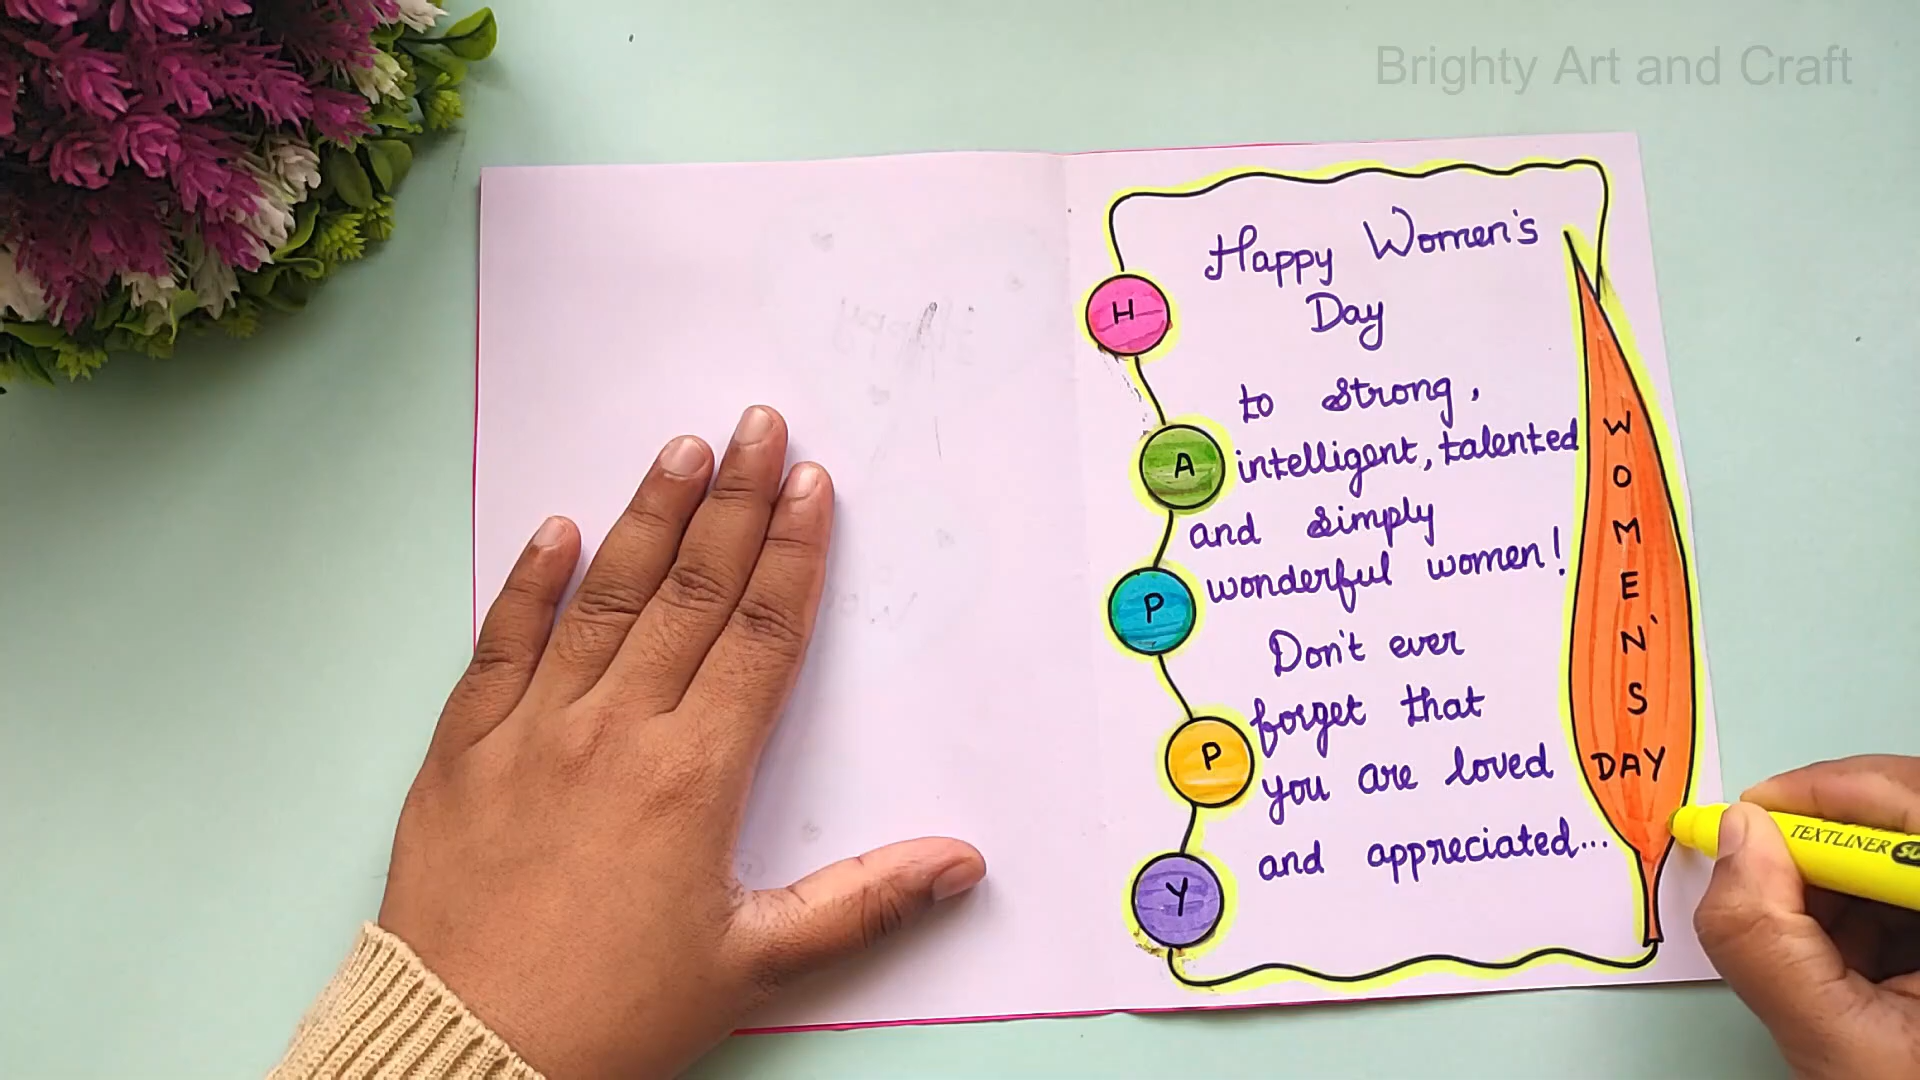 Brighty Art and Craft
Happy Women's
Day
to strong,
intelligent, talented
and simply
wonderful women!
Don't ever
forget that
you are loved
and appreciated...
H
A
P
P
Y
W
O
M
E
N'
S
DAY
TEXTLINER